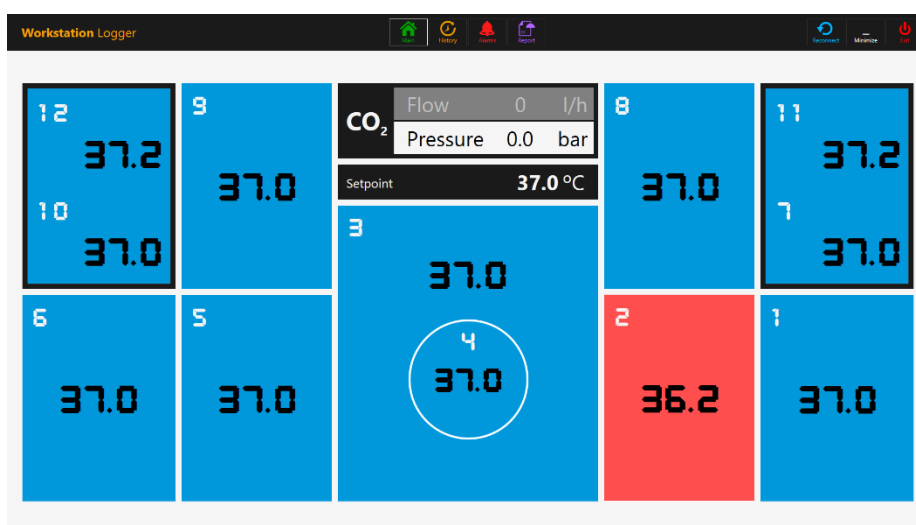 Workstation Logger
Main
History
Alarms
Report
Reconnect
Minimize
Exit
12
37.2
10
37.0
9
37.0
CO2
Flow 0 l/h
Pressure 0.0 bar
Setpoint 37.0 °C
3
37.0
4
37.0
8
37.0
11
37.2
7
37.0
6
37.0
5
37.0
2
36.2
1
37.0